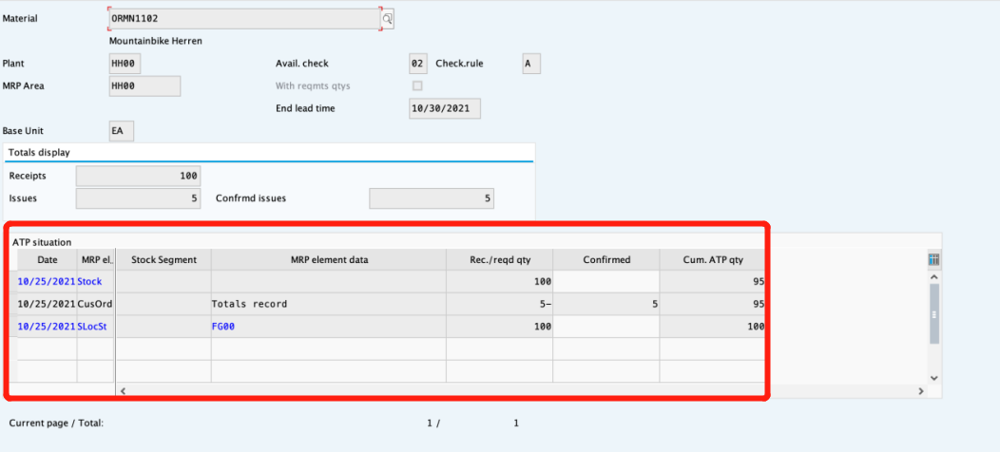 Material ORMN1102
Mountainbike Herren
Plant HH00 Avail. check 02 Check.rule A
MRP Area HH00 With reqmts qtys
End lead time 10/30/2021
Base Unit EA
Totals display
Receipts 100
Issues 5 Confrmd issues 5
ATP situation
Date MRP el.. Stock Segment MRP element data Rec./reqd qty Confirmed Cum. ATP qty
10/25/2021 Stock 100 95
10/25/2021 CusOrd Totals record 5- 5 95
10/25/2021 SLocSt FG00 100 100
Current page / Total: 1 / 1